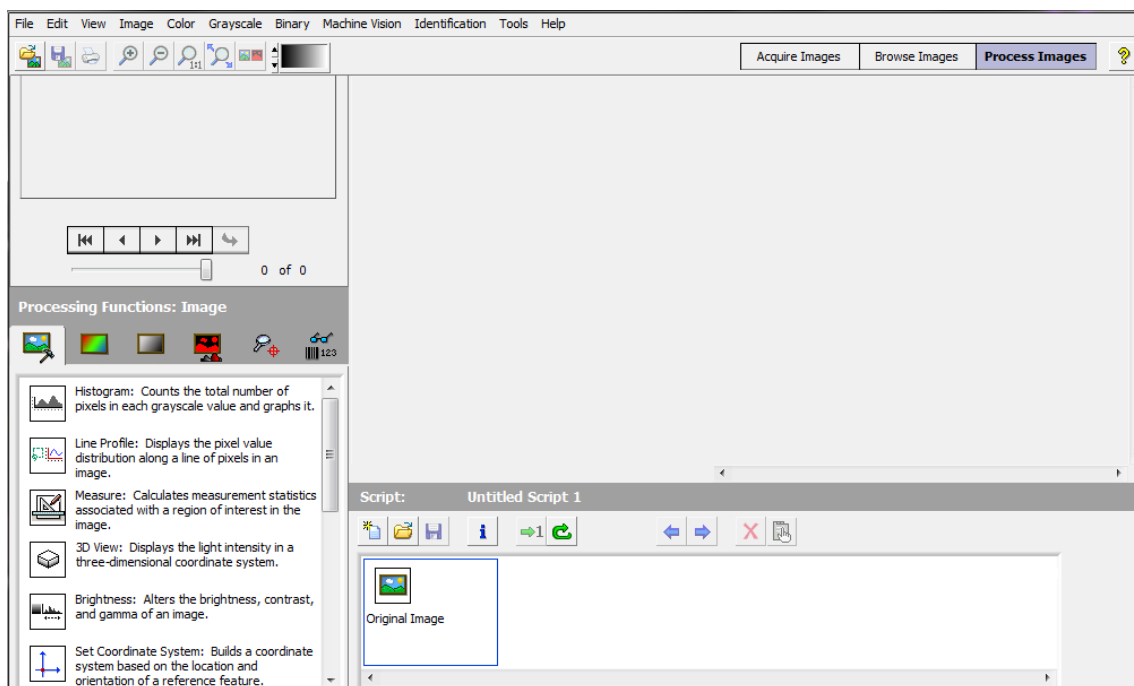 File Edit View Image Color Grayscale Binary Machine Vision Identification Tools Help
1:1
Acquire Images Browse Images Process Images ?
0 of 0
Processing Functions: Image
123
Histogram: Counts the total number of
pixels in each grayscale value and graphs it.
Line Profile: Displays the pixel value
distribution along a line of pixels in an
image.
Measure: Calculates measurement statistics
associated with a region of interest in the
image.
3D View: Displays the light intensity in a
three-dimensional coordinate system.
Brightness: Alters the brightness, contrast,
and gamma of an image.
Set Coordinate System: Builds a coordinate
system based on the location and
orientation of a reference feature.
Script: Untitled Script 1
i
1
Original Image